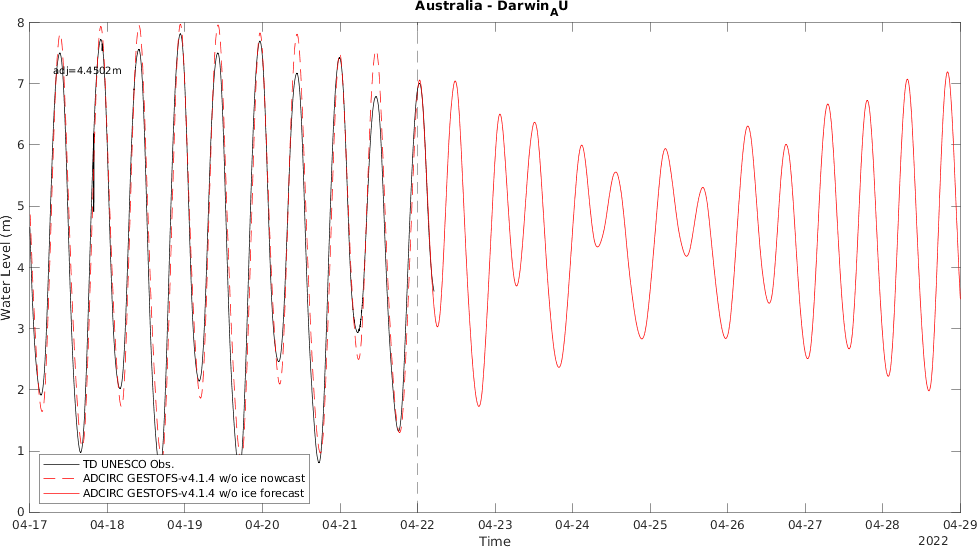 Australia - Darwin_AU
8
7
6
5
4
3
2
1
0
Water Level (m)
adj=4.4502m
TD UNESCO Obs.
ADCIRC GESTOFS-v4.1.4 w/o ice nowcast
ADCIRC GESTOFS-v4.1.4 w/o ice forecast
04-17 04-18 04-19 04-20 04-21 04-22 04-23 04-24 04-25 04-26 04-27 04-28 04-29
Time
2022